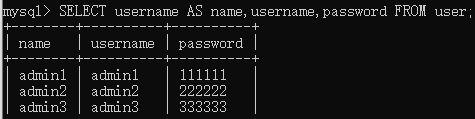 mysql> SELECT username AS name,username,password FROM user;
+--------+----------+----------+
| name   | username | password |
+--------+----------+----------+
| admin1 | admin1   | 111111   |
| admin2 | admin2   | 222222   |
| admin3 | admin3   | 333333   |